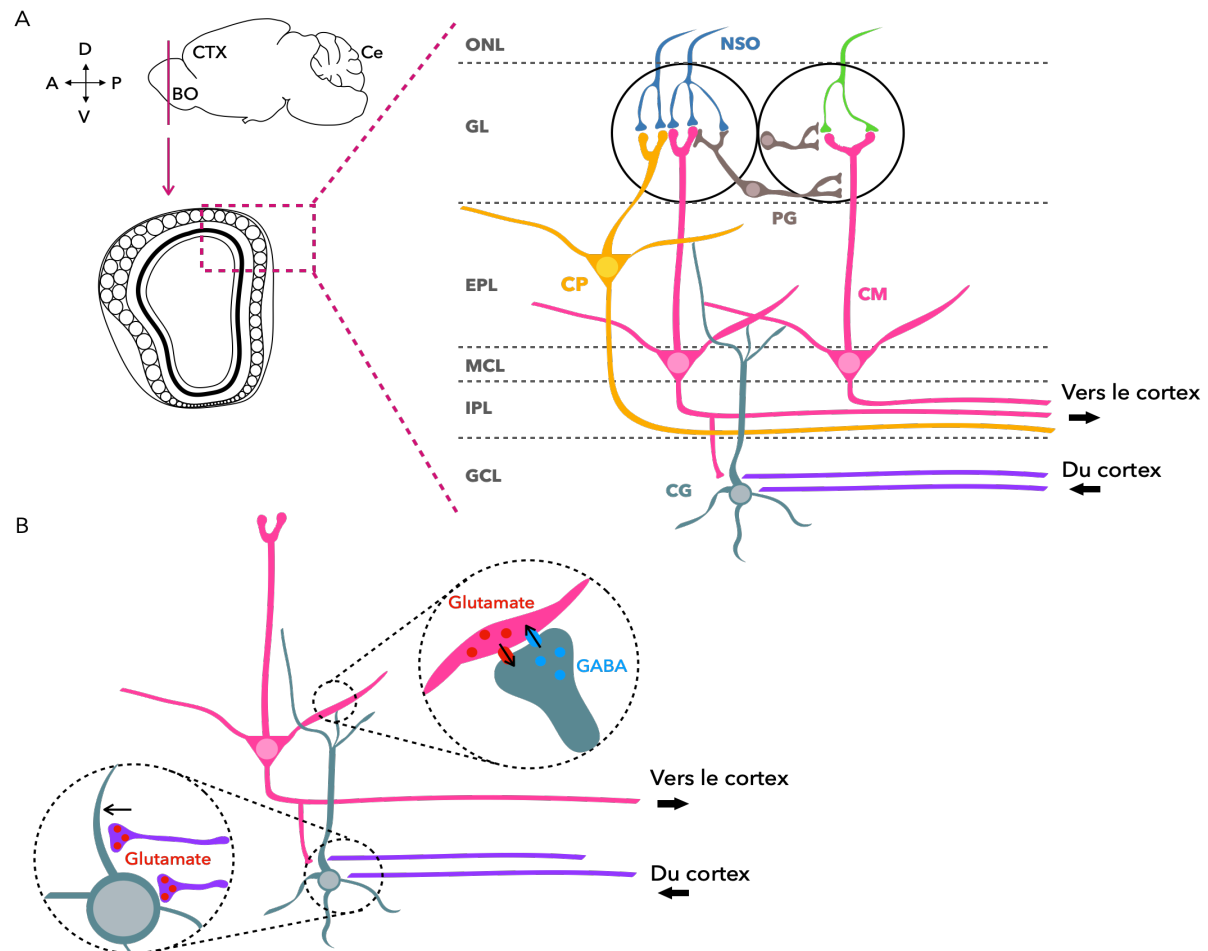 A
D
CTX
Ce
A
P
BO
V
ONL
NSO
GL
PG
EPL
CP
CM
MCL
IPL
Vers le cortex
GCL
CG
Du cortex
B
Glutamate
GABA
Vers le cortex
Glutamate
Du cortex